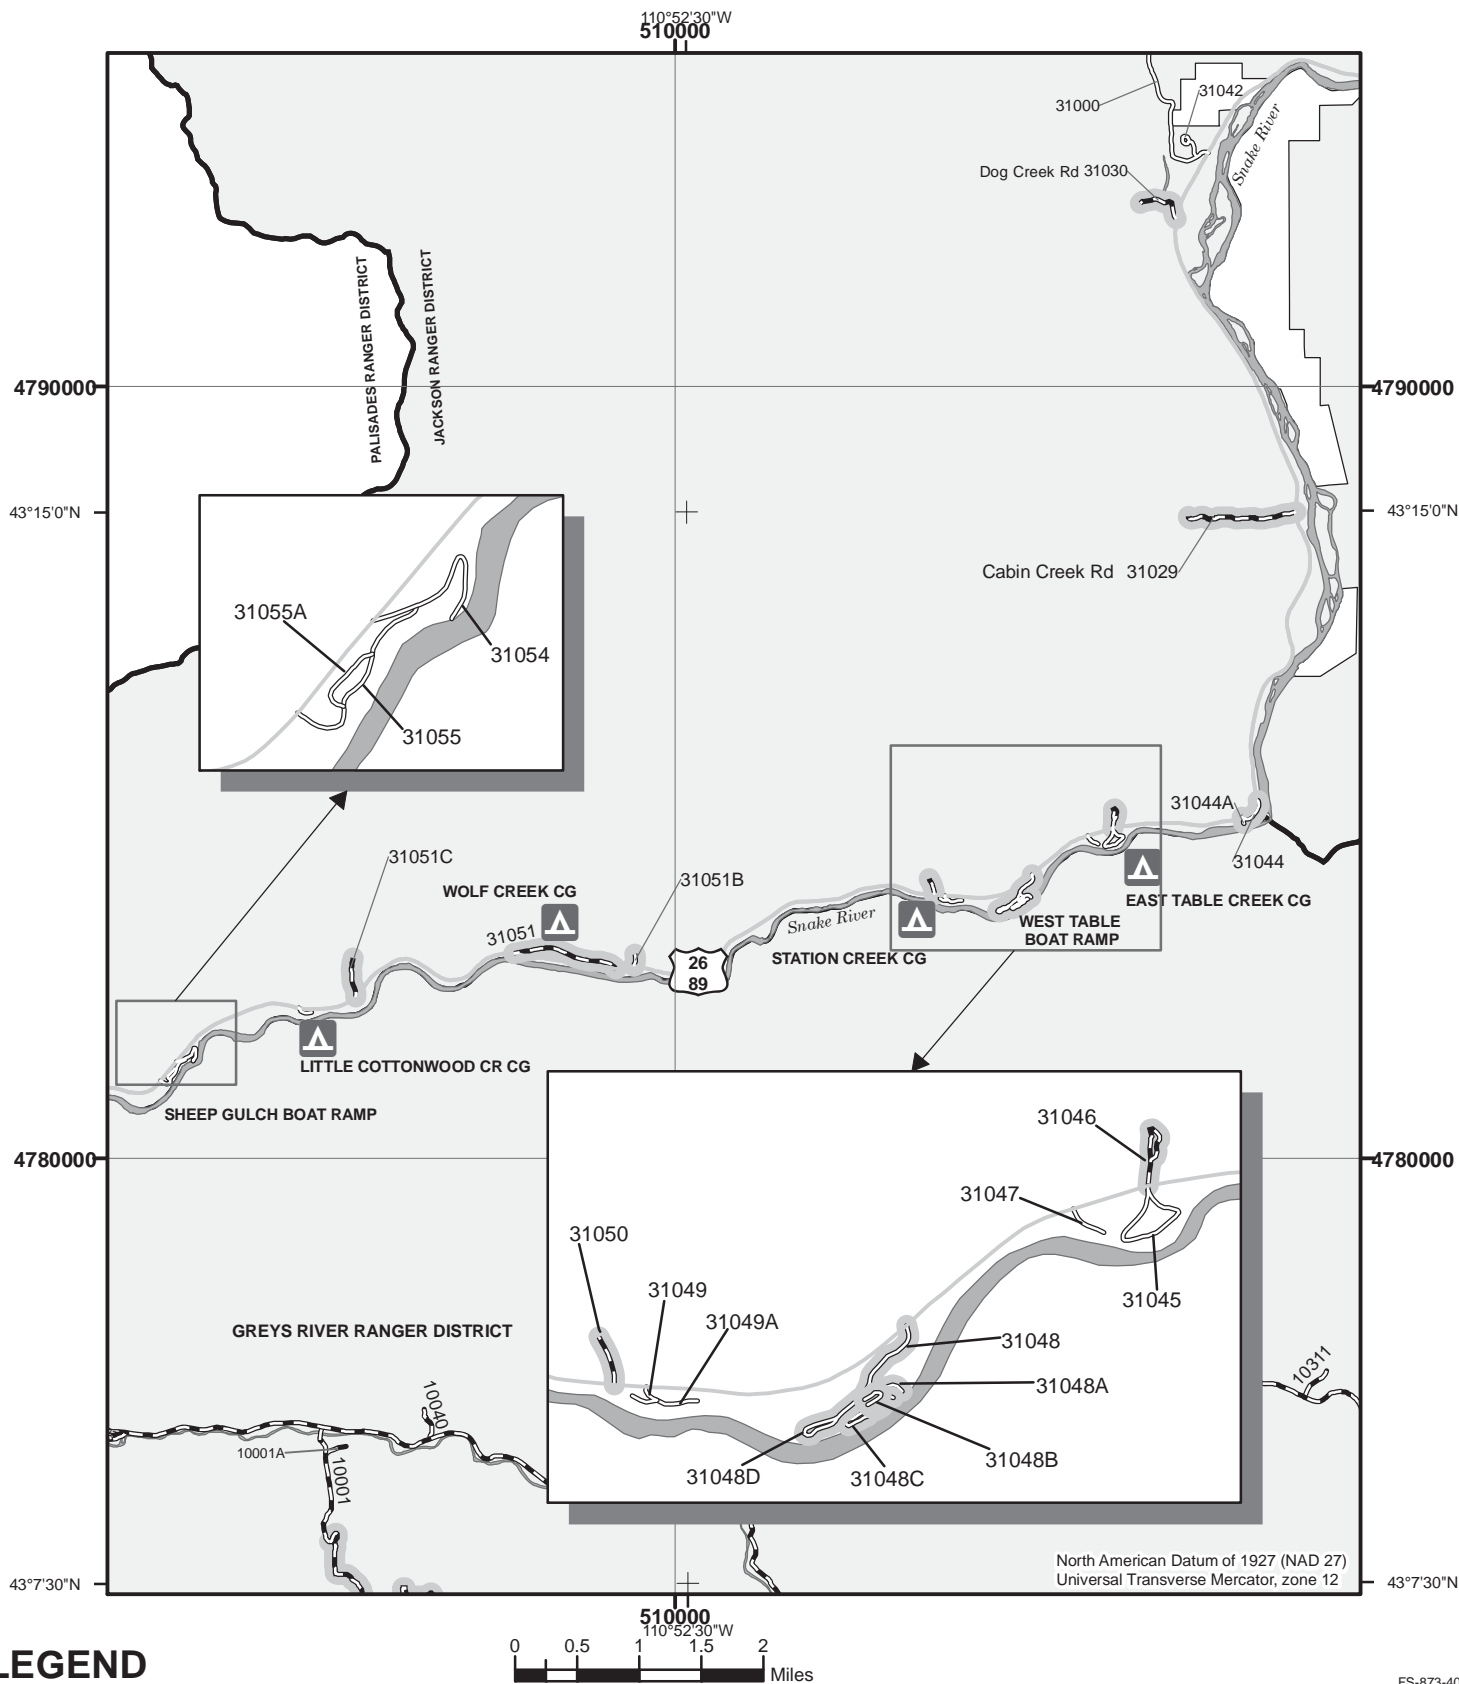 110°52'30"W
510000
31000
31042
Snake River
Dog Creek Rd 31030
PALISADES RANGER DISTRICT
JACKSON RANGER DISTRICT
4790000
4790000
43°15'0"N
43°15'0"N
Cabin Creek Rd 31029
31055A
31054
31055
31044A
31044
31051C
WOLF CREEK CG
31051B
31051
EAST TABLE CREEK CG
Snake River
WEST TABLE
BOAT RAMP
STATION CREEK CG
26
89
LITTLE COTTONWOOD CR CG
SHEEP GULCH BOAT RAMP
31046
4780000
4780000
31047
31050
31049
31045
31049A
GREYS RIVER RANGER DISTRICT
31048
10311
31048A
10040
10001A
10001
31048B
31048D
31048C
North American Datum of 1927 (NAD 27)
Universal Transverse Mercator, zone 12
43°7'30"N
43°7'30"N
510000
110°52'30"W
0 0.5 1 1.5 2
Miles
LEGEND
FS-873-40